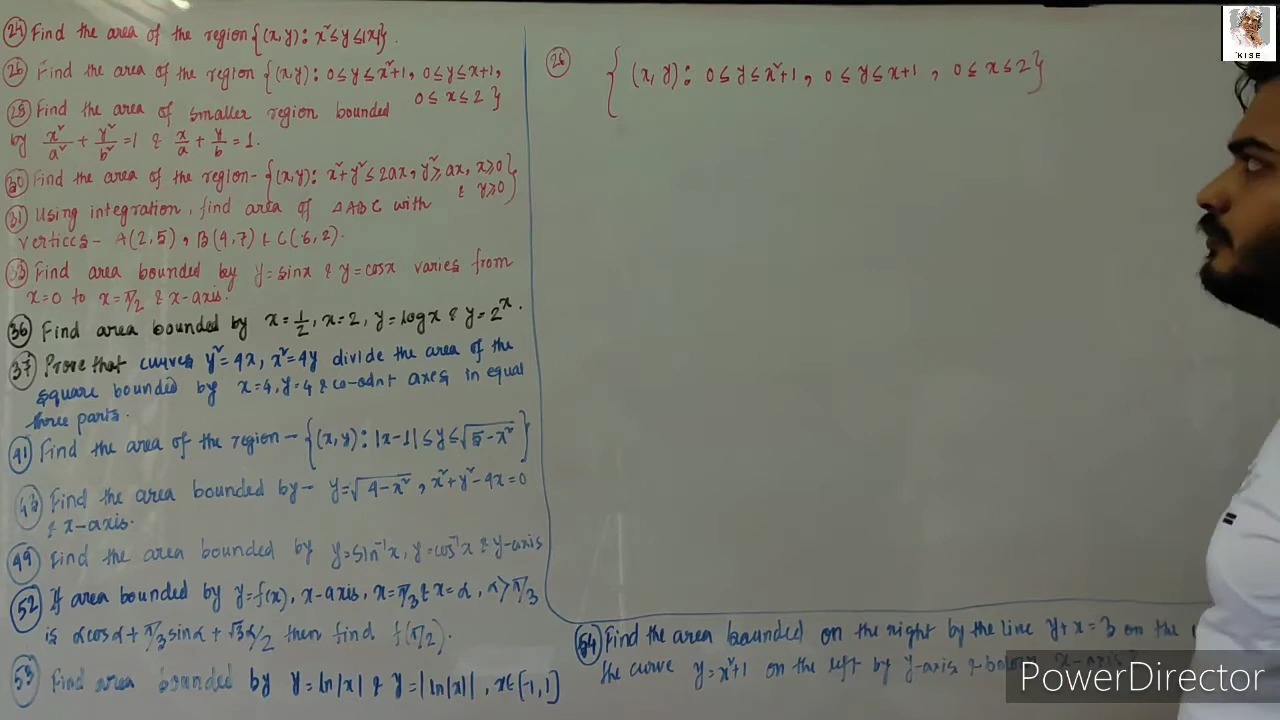 24 Find the area of the region {(x, y): x² ≤ y ≤ |x|}.
26 Find the area of the region {(x, y): 0 ≤ y ≤ x²+1, 0 ≤ y ≤ x+1,
0 ≤ x ≤ 2}
28 Find the area of smaller region bounded
by x²/a² + y²/b² = 1 & x/a + y/b = 1.
30 Find the area of the region- {(x,y): x²+y² ≤ 2ax, y² ≥ ax, x ≥ 0
& y ≥ 0}
31 Using integration, find area of ΔABC with
vertices - A(2,5), B(4,7) & C(6,2).
33 Find area bounded by y=sinx & y=cosx varies from
x=0 to x=π/2 & x-axis.
36 Find area bounded by x=1/2, x=2, y=logx & y=2ˣ.
37 Prove that curves y²=4x, x²=4y divide the area of the
square bounded by x=4, y=4 & co-odnt axes in equal
three parts.
41 Find the area of the region - {(x, y): |x-1| ≤ y ≤ √5-x²}
43 Find the area bounded by - y=√4-x², x²+y²-4x=0
& x-axis.
49 Find the area bounded by y=sin⁻¹x, y=cos⁻¹x & y-axis
52 If area bounded by y=f(x), x-axis, x=π/3 & x=α, α>π/3
is αcosα + π/3 sinα + √3α/2 then find f(π/2).
53 Find area bounded by y=ln|x| & y=|ln|x||, x∈[-1,1]
26 {(x, y): 0 ≤ y ≤ x²+1, 0 ≤ y ≤ x+1, 0 ≤ x ≤ 2}
54 Find the area bounded on the right by the line y+x=3 on the
the curve y=x²+1 on the left by y-axis & below x-axis
KISE
PowerDirector